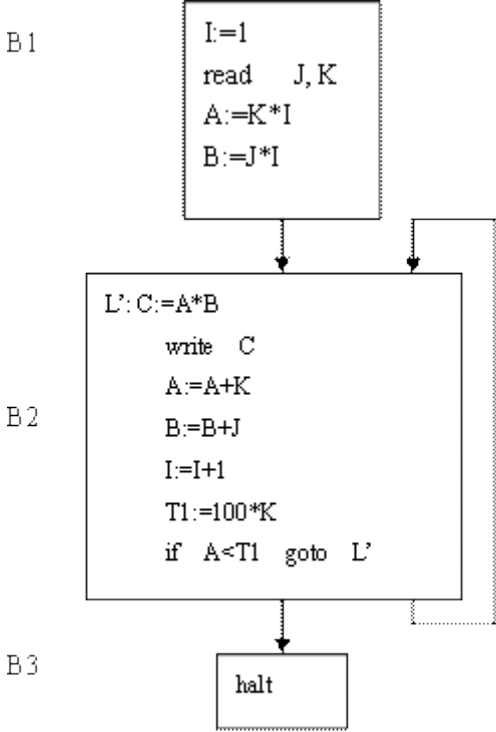 B1
I:=1
read J, K
A:=K*I
B:=J*I
B2
L’: C:=A*B
write C
A:=A+K
B:=B+J
I:=I+1
T1:=100*K
if A<T1 goto L’
B3
halt